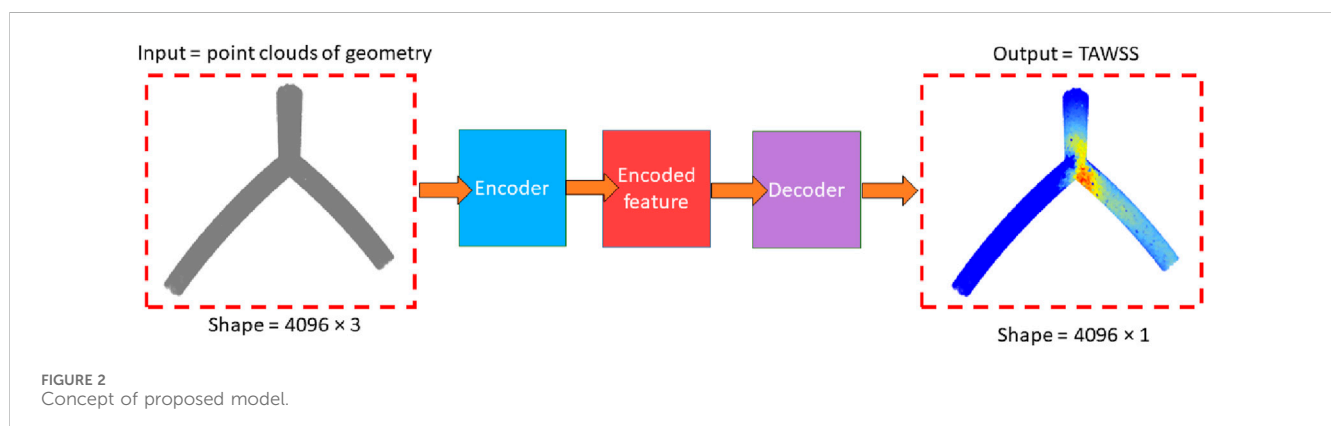 Input = point clouds of geometry
Output = TAWSS
Encoder
Encoded
feature
Decoder
Shape = 4096 × 3
Shape = 4096 × 1
FIGURE 2
Concept of proposed model.